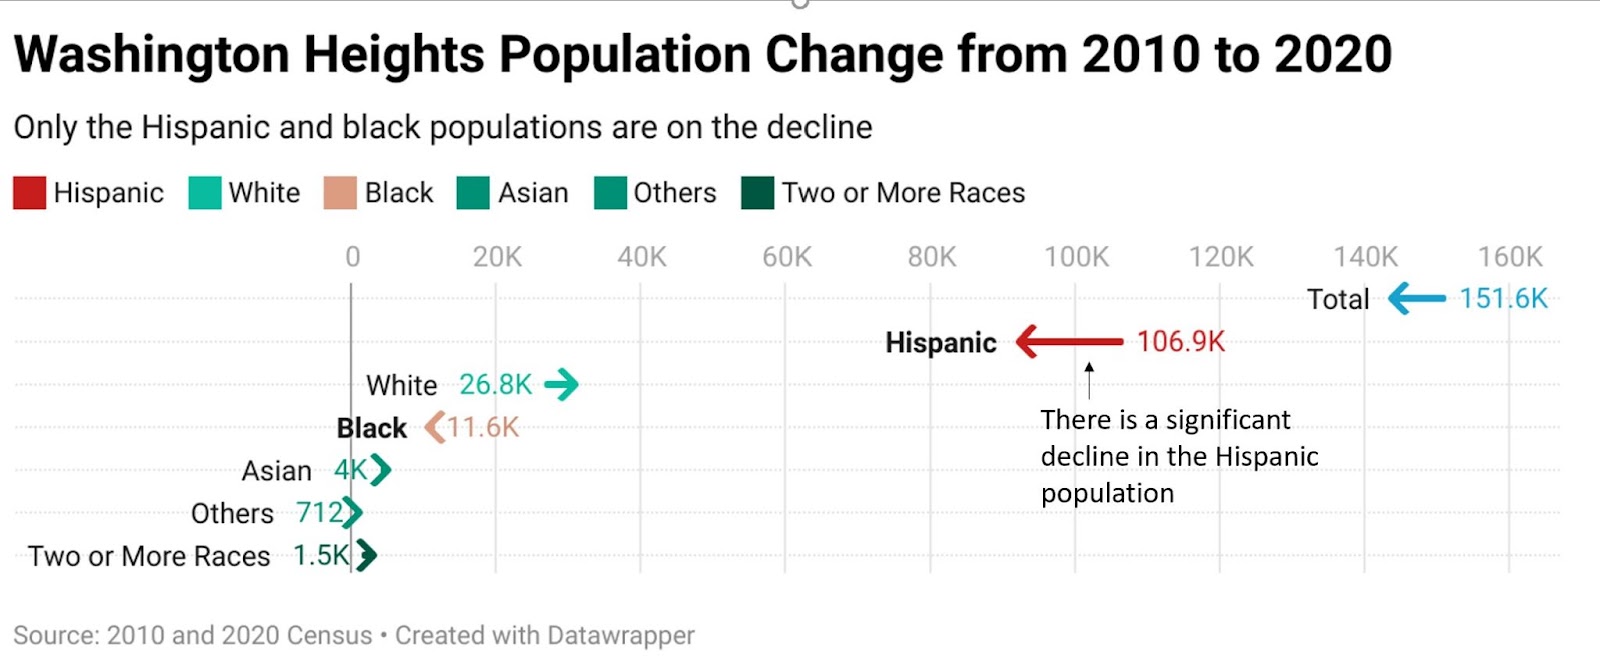 Washington Heights Population Change from 2010 to 2020
Only the Hispanic and black populations are on the decline
Hispanic White Black Asian Others Two or More Races
0 20K 40K 60K 80K 100K 120K 140K 160K
Total 151.6K
Hispanic 106.9K
White 26.8K
Black 11.6K
There is a significant
decline in the Hispanic
population
Asian 4K
Others 712
Two or More Races 1.5K
Source: 2010 and 2020 Census • Created with Datawrapper